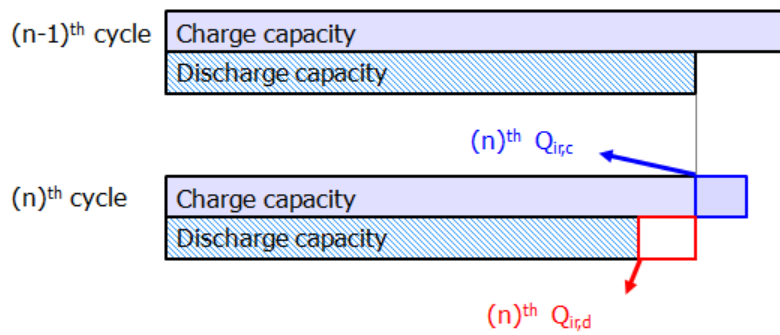 (n-1)th cycle
Charge capacity
Discharge capacity
(n)th Qir,c
(n)th cycle
Charge capacity
Discharge capacity
(n)th Qir,d